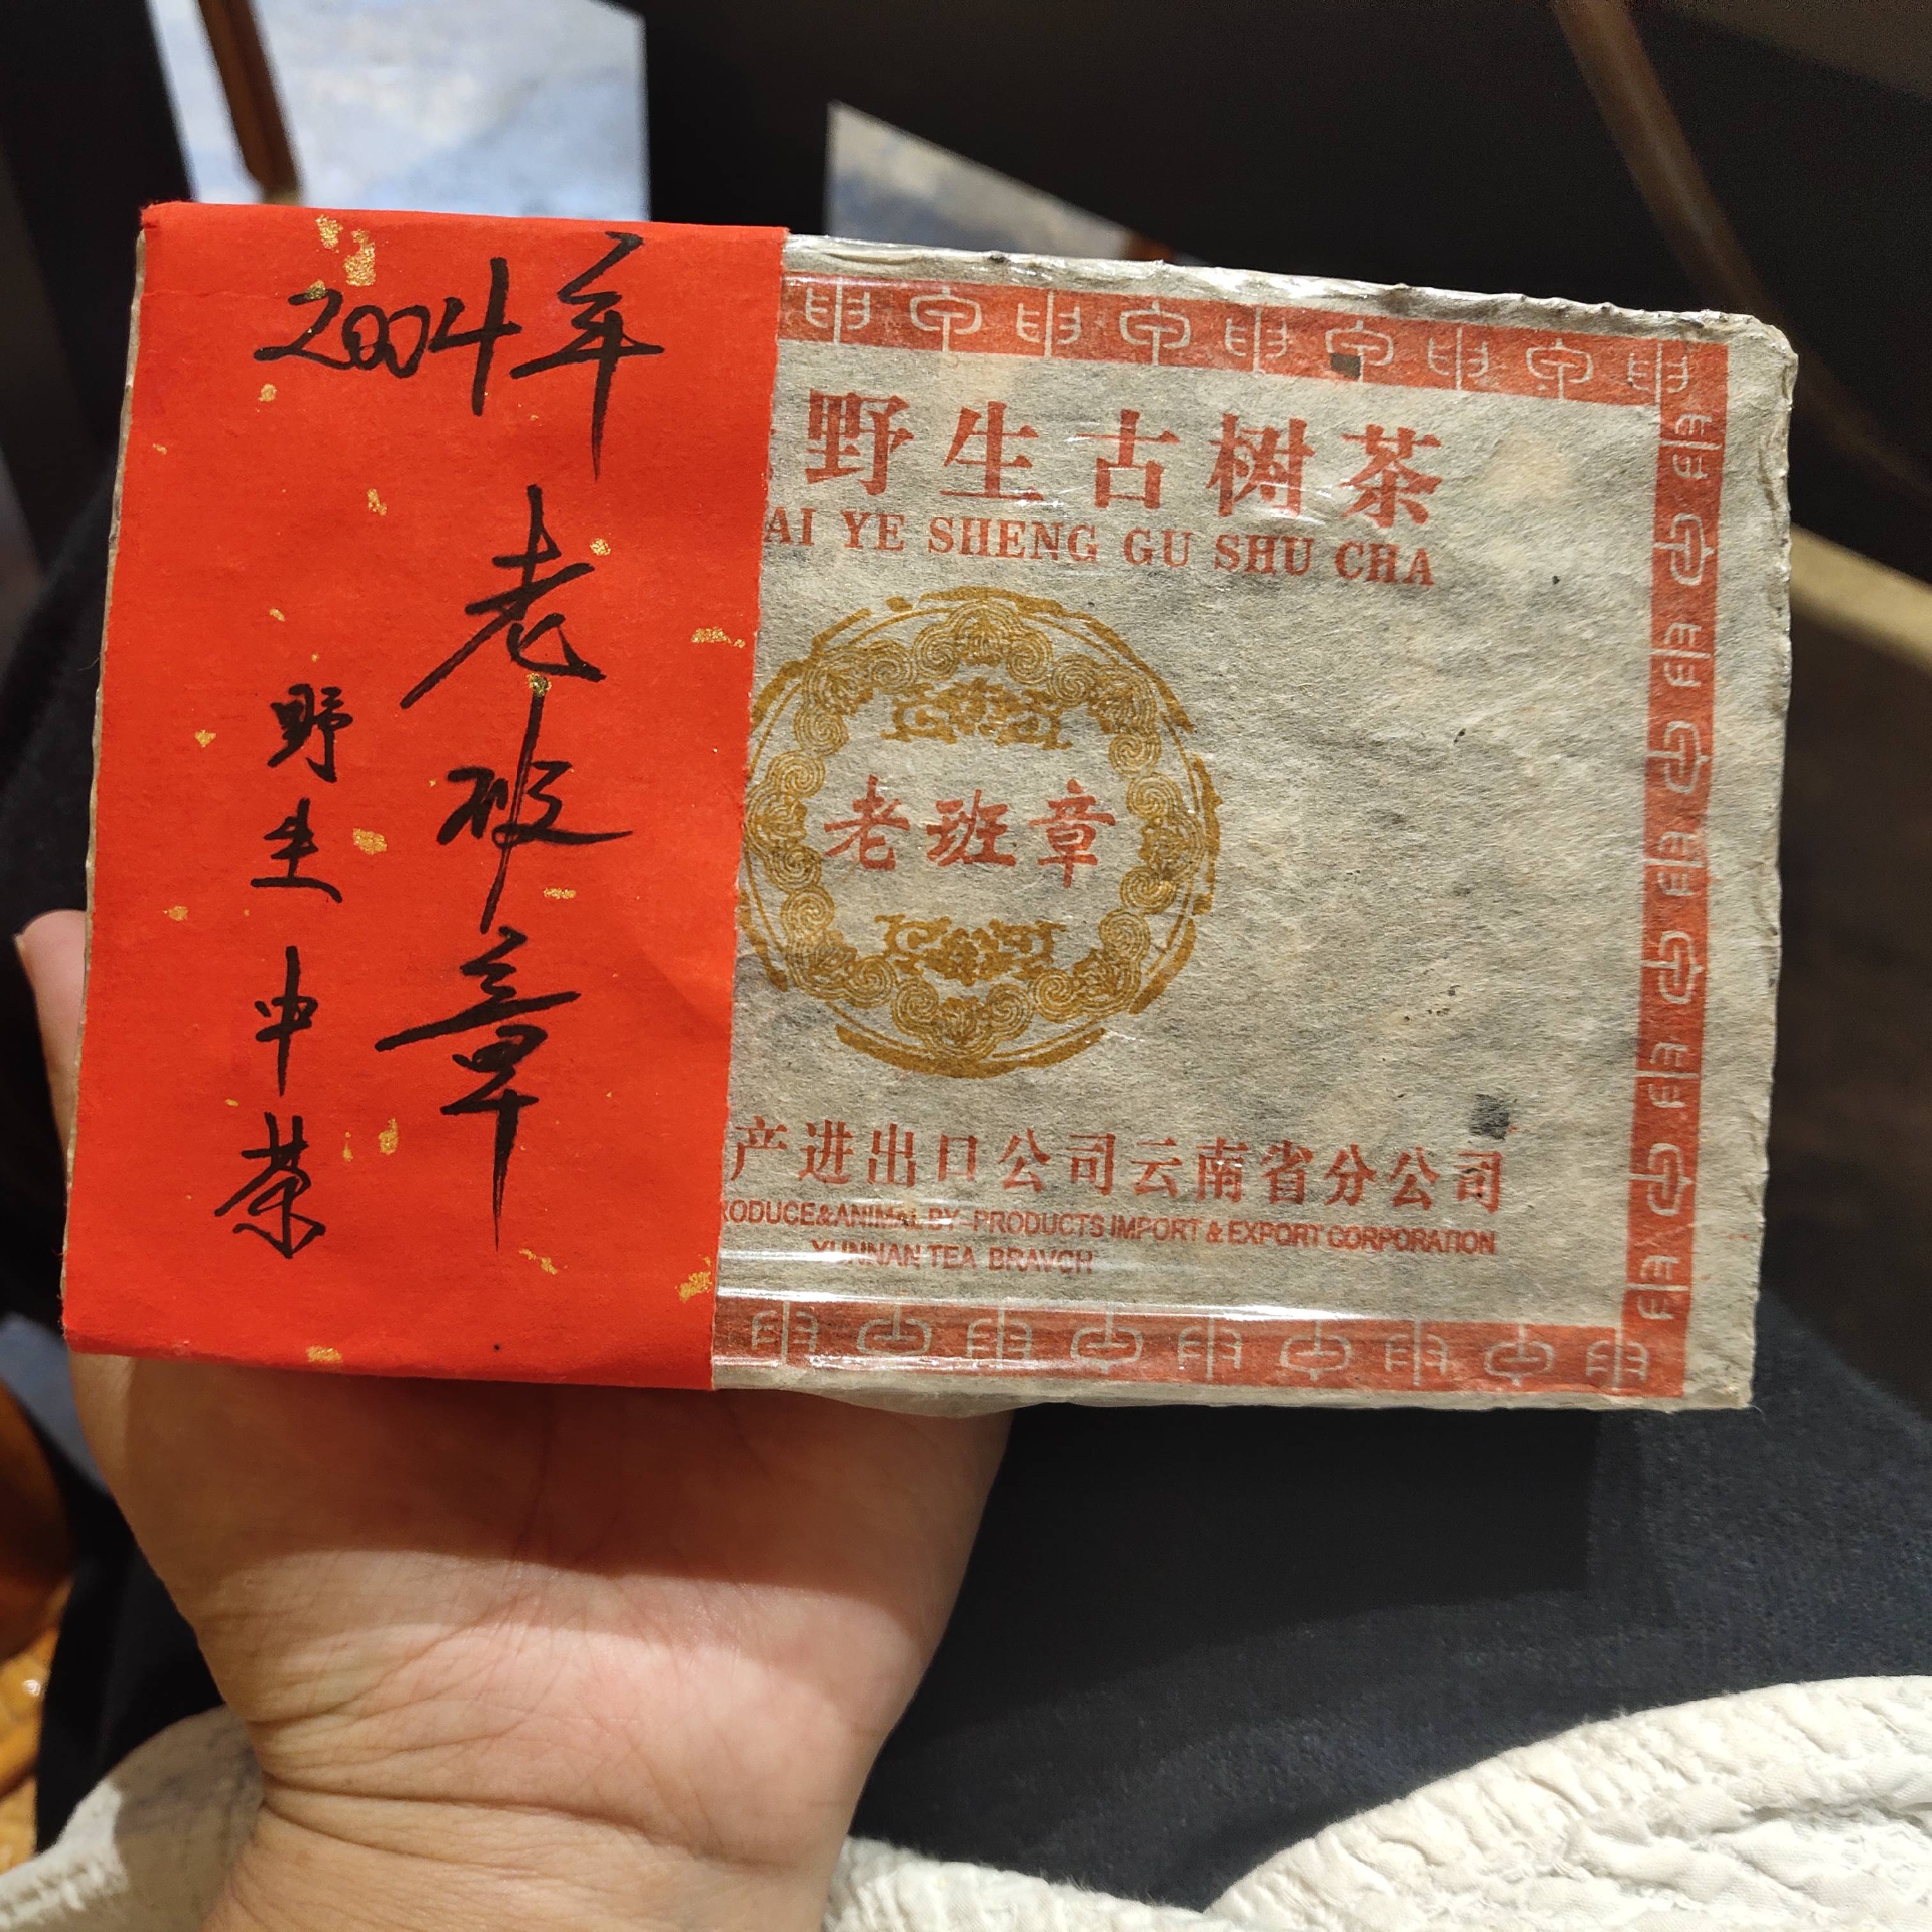 2004年
老班章
野生中茶
野生古树茶
AI YE SHENG GU SHU CHA
老班章
产进出口公司云南省分公司
RODUCE&ANIMAL BY-PRODUCTS IMPORT & EXPORT CORPORATION
YUNNAN TEA BRAVCH